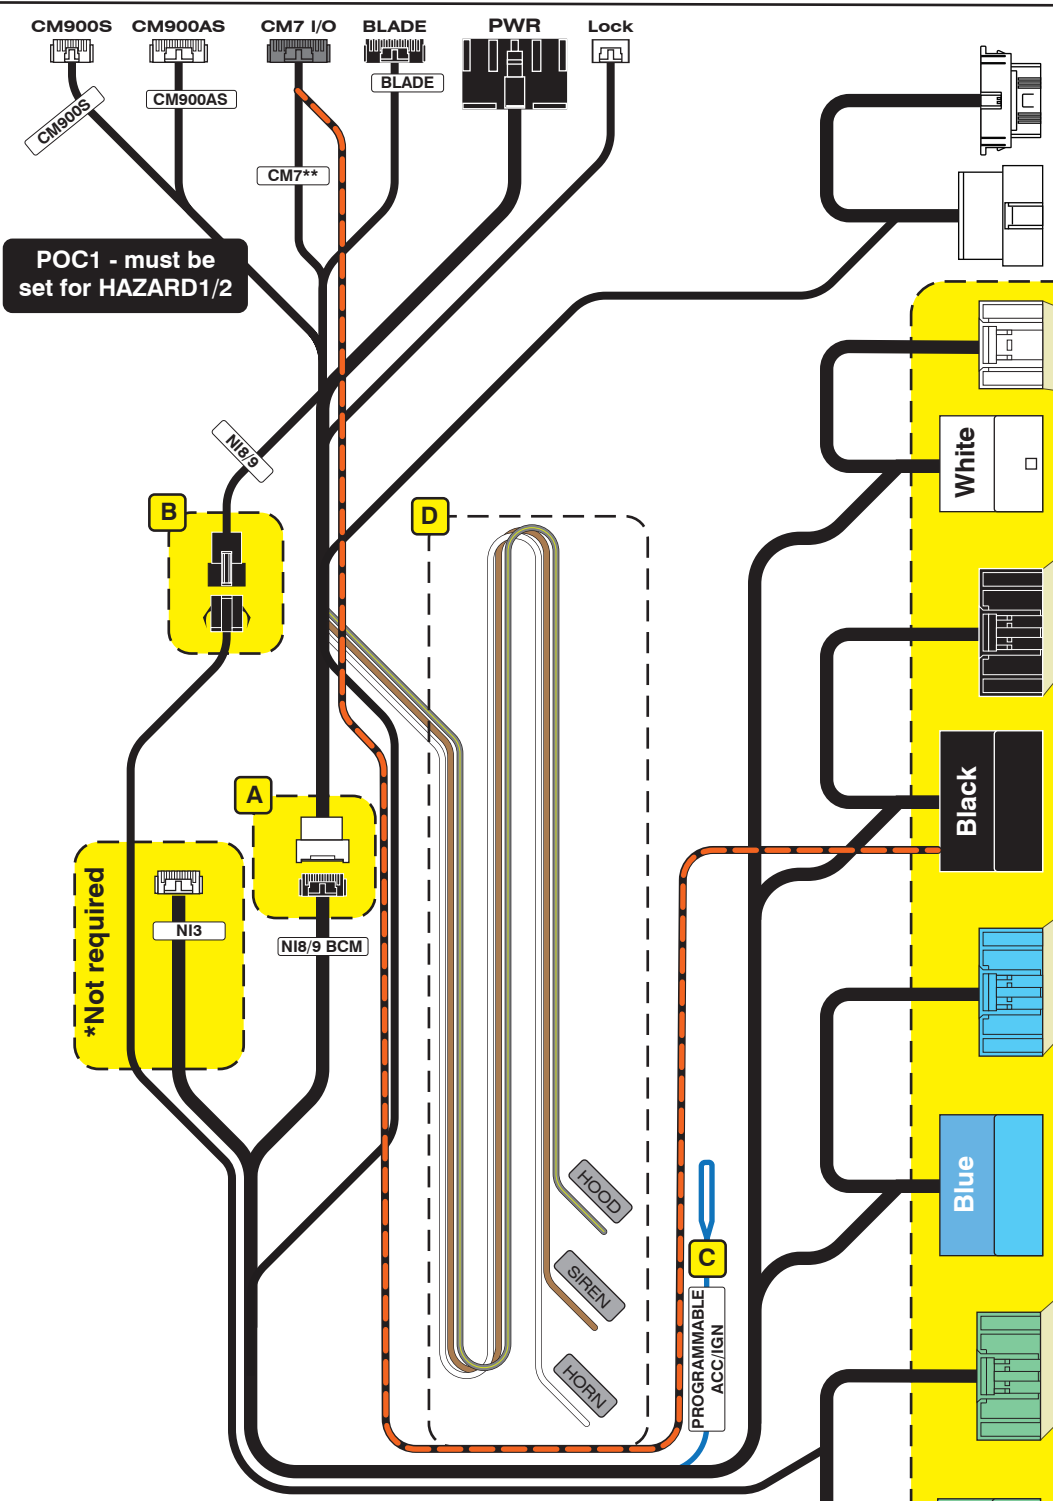 CM900S
CM900AS
CM7 I/O
BLADE
PWR
Lock
CM900S
CM900AS
BLADE
CM7**
POC1 - must be
set for HAZARD1/2
NI8/9
B
D
White
A
Black
*Not required
NI3
NI8/9 BCM
HOOD
Blue
C
SIREN
PROGRAMMABLE
ACC/IGN
HORN